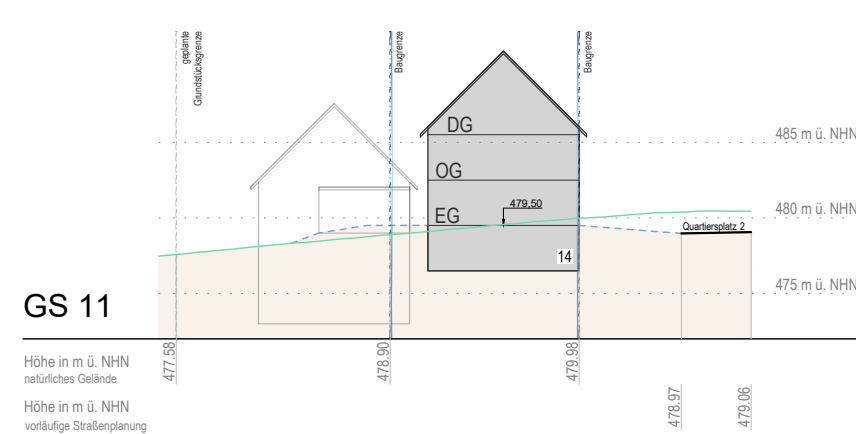 geplante
Grundstücksgrenze
Baugrenze
Baugrenze
DG
485 m ü. NHN
OG
EG
479.50
480 m ü. NHN
Quartiersplatz 2
14
475 m ü. NHN
GS 11
Höhe in m ü. NHN
natürliches Gelände
477.58
478.90
479.98
Höhe in m ü. NHN
vorläufige Straßenplanung
478.97
479.06